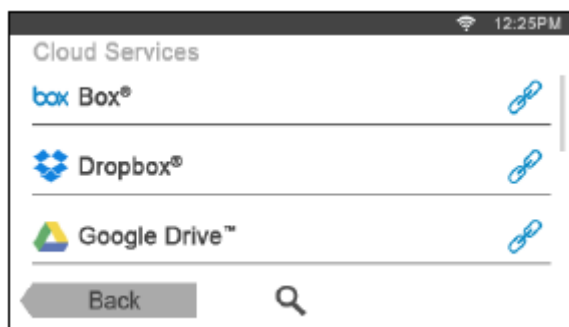 12:25PM
Cloud Services
box Box®
Dropbox®
Google Drive™
Back